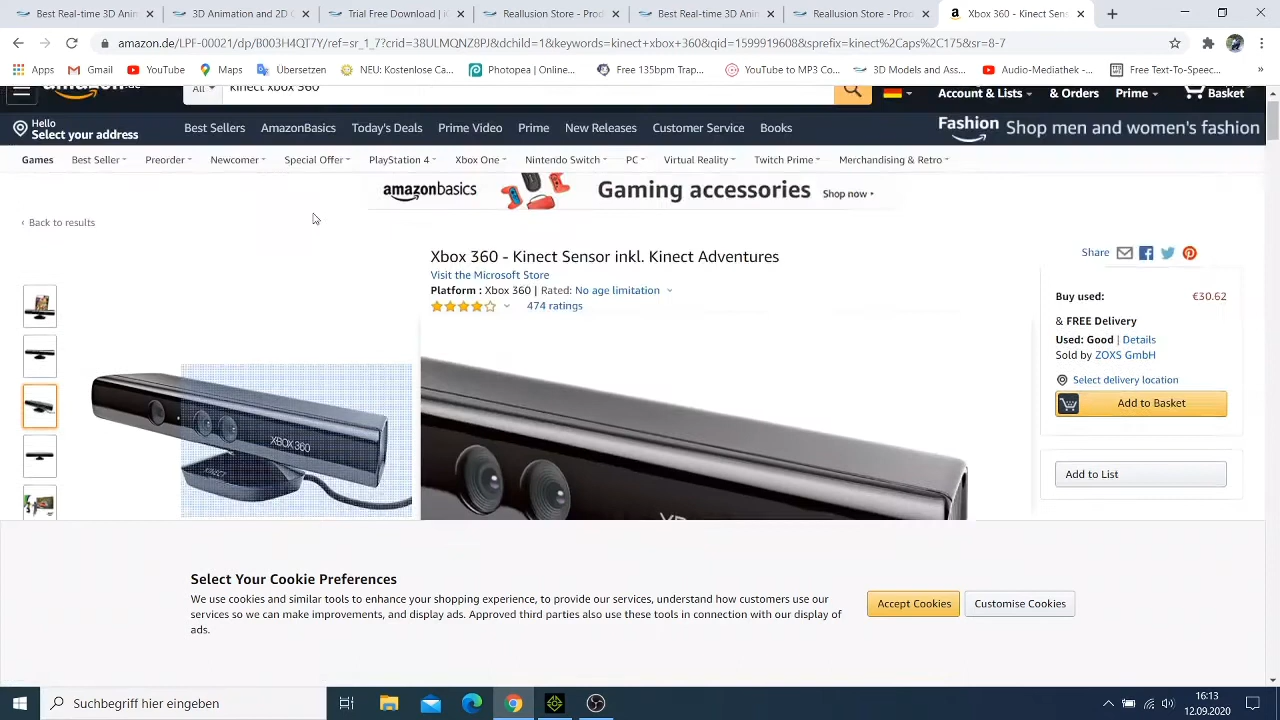 Best Real-time 3D Anim
3D Animation and 2D C
Trial Free Download | iC
Reallusion Store - Prod
Best Real-time 3D Anim
Reallusion Store - Prod
Xbox 360 - Kinect Sens
amazon.de/LPF-00021/dp/B003H4QT7Y/ref=sr_1_7?crid=38ULMQNZ8PJ&dchild=1&keywords=kinect+xbox+360&qid=1599919608&sprefix=kinect%2Caps%2C175&sr=8-7
Apps
Gmail
YouTube
Maps
Übersetzen
NEU: Kostenlose Ca...
Photopea | Online...
Free 135bpm Trap...
YouTube to MP3 Co...
3D Models and Ass...
Audio-Mediathek -...
Free Text-To-Speec...
All
kinect xbox 360
Account & Lists
& Orders
Prime
Basket
Hello
Select your address
Best Sellers
AmazonBasics
Today's Deals
Prime Video
Prime
New Releases
Customer Service
Books
Fashion
Shop men and women's fashion
Games
Best Seller
Preorder
Newcomer
Special Offer
PlayStation 4
Xbox One
Nintendo Switch
PC
Virtual Reality
Twitch Prime
Merchandising & Retro
amazonbasics
Gaming accessories
Shop now
‹ Back to results
Xbox 360 - Kinect Sensor inkl. Kinect Adventures
Visit the Microsoft Store
Platform : Xbox 360 | Rated: No age limitation
474 ratings
XBOX 360
Share
Buy used:
€30.62
& FREE Delivery
Used: Good | Details
Sold by ZOXS GmbH
Select delivery location
Add to Basket
Add to List
Select Your Cookie Preferences
We use cookies and similar tools to enhance your shopping experience, to provide our services, understand how customers use our
services so we can make improvements, and display ads. Approved third parties also use these tools in connection with our display of
ads.
Accept Cookies
Customise Cookies
Suchbegriff hier eingeben
16:13
12.09.2020